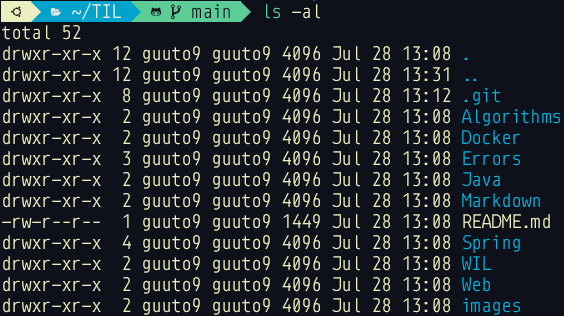 ~/TIL main ls -al
total 52
drwxr-xr-x 12 guuto9 guuto9 4096 Jul 28 13:08 .
drwxr-xr-x 12 guuto9 guuto9 4096 Jul 28 13:31 ..
drwxr-xr-x 8 guuto9 guuto9 4096 Jul 28 13:12 .git
drwxr-xr-x 2 guuto9 guuto9 4096 Jul 28 13:08 Algorithms
drwxr-xr-x 2 guuto9 guuto9 4096 Jul 28 13:08 Docker
drwxr-xr-x 3 guuto9 guuto9 4096 Jul 28 13:08 Errors
drwxr-xr-x 2 guuto9 guuto9 4096 Jul 28 13:08 Java
drwxr-xr-x 2 guuto9 guuto9 4096 Jul 28 13:08 Markdown
-rw-r--r-- 1 guuto9 guuto9 1449 Jul 28 13:08 README.md
drwxr-xr-x 4 guuto9 guuto9 4096 Jul 28 13:08 Spring
drwxr-xr-x 2 guuto9 guuto9 4096 Jul 28 13:08 WIL
drwxr-xr-x 2 guuto9 guuto9 4096 Jul 28 13:08 Web
drwxr-xr-x 2 guuto9 guuto9 4096 Jul 28 13:08 images